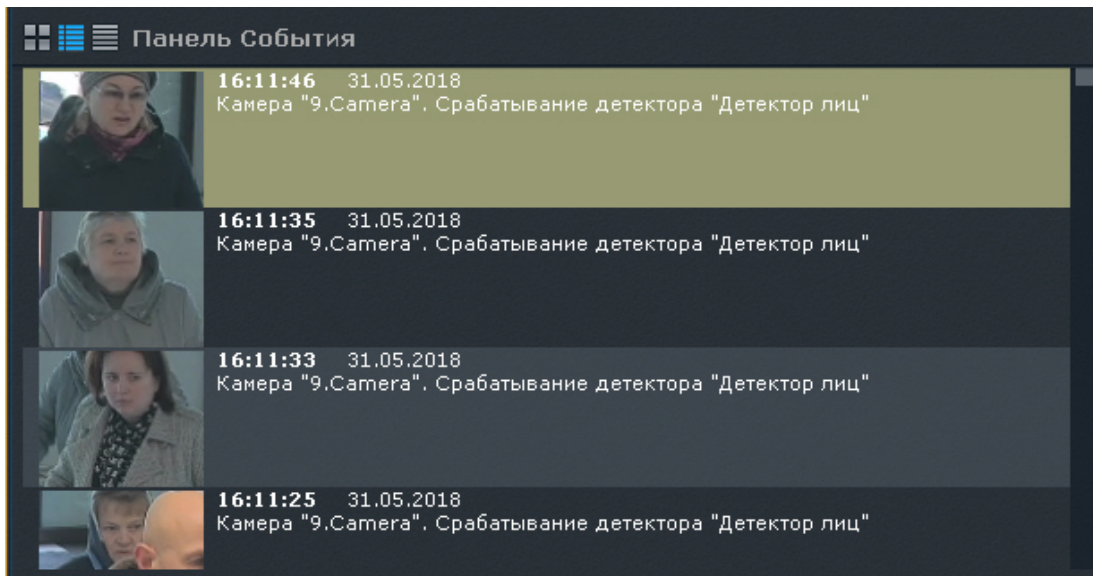 Панель События
16:11:46 31.05.2018
Камера "9.Camera". Срабатывание детектора "Детектор лиц"
16:11:35 31.05.2018
Камера "9.Camera". Срабатывание детектора "Детектор лиц"
16:11:33 31.05.2018
Камера "9.Camera". Срабатывание детектора "Детектор лиц"
16:11:25 31.05.2018
Камера "9.Camera". Срабатывание детектора "Детектор лиц"